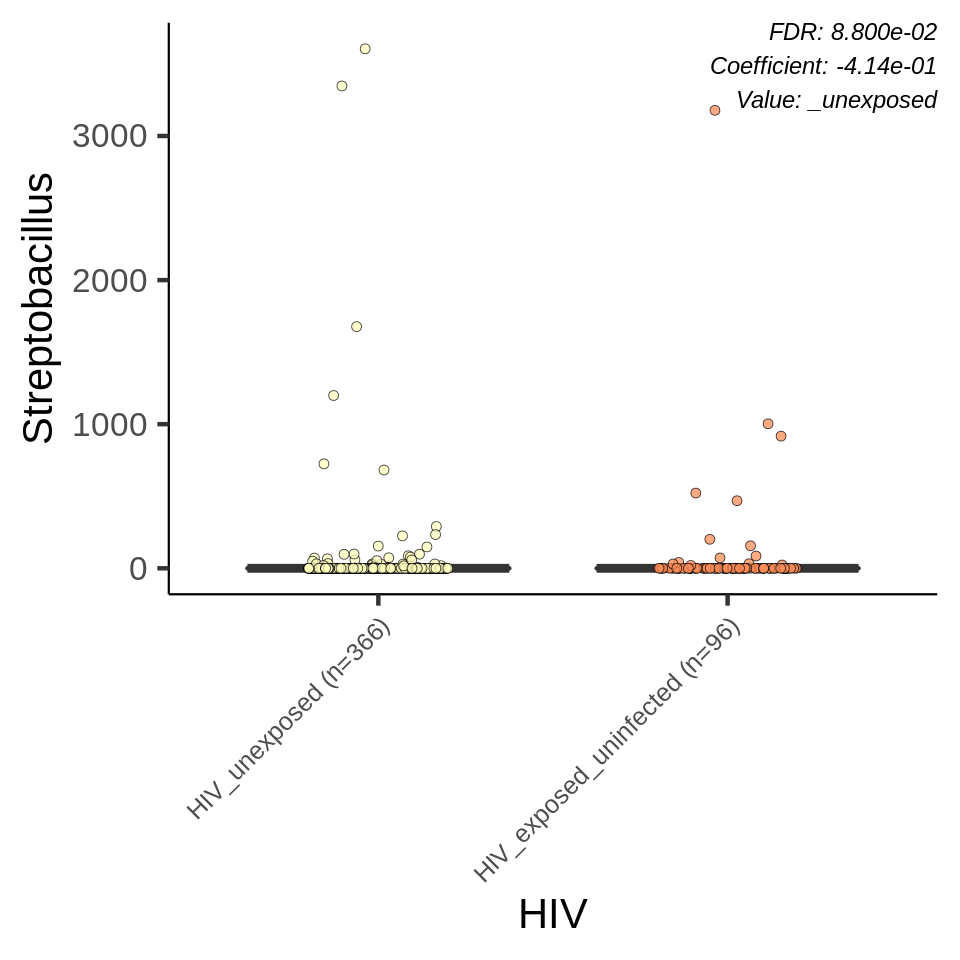 FDR: 8.800e-02
Coefficient: -4.14e-01
Value: _unexposed
Streptobacillus
3000
2000
1000
0
HIV_unexposed (n=366)
HIV_exposed_uninfected (n=96)
HIV